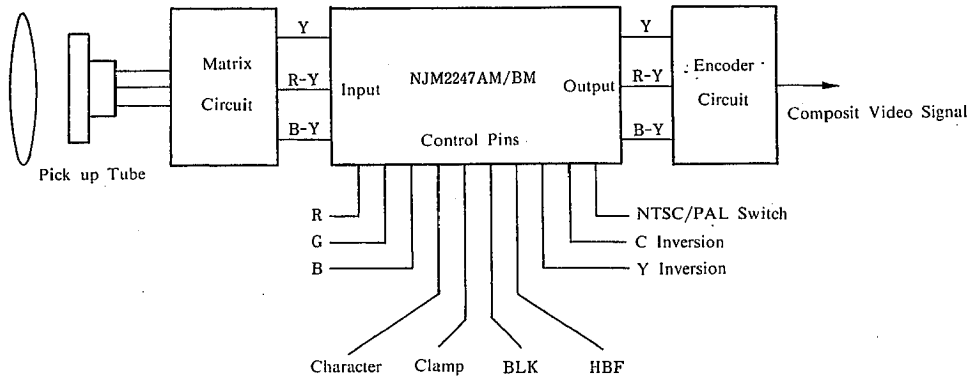 Y
R-Y
B-Y
Matrix
Circuit
Input
NJM2247AM/BM
Output
Control Pins
Y
R-Y
B-Y
Encoder
Circuit
Composit Video Signal
Pick up Tube
R
G
B
NTSC/PAL Switch
C Inversion
Y Inversion
Character
Clamp
BLK
HBF